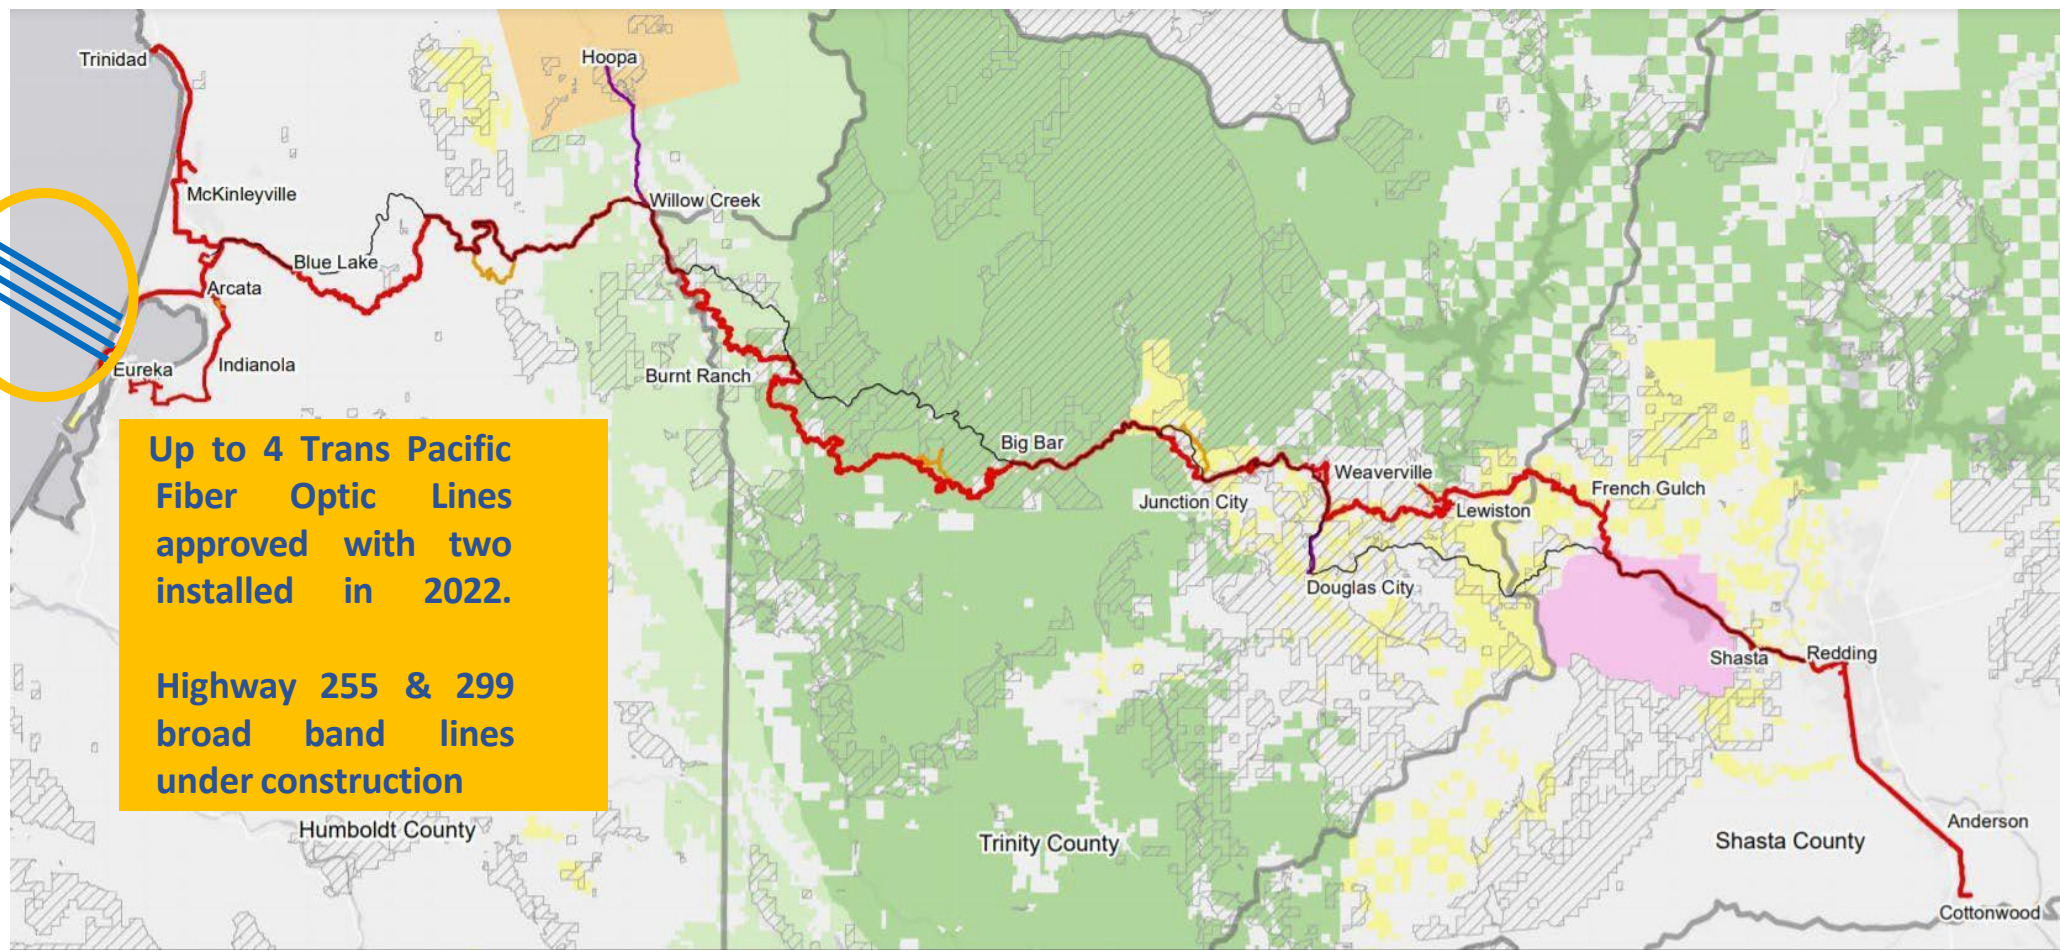 Trinidad
Hoopa
McKinleyville
Willow Creek
Blue Lake
Arcata
Eureka
Indianola
Burnt Ranch
Up to 4 Trans Pacific
Fiber Optic Lines
approved with two
installed in 2022.
Highway 255 & 299
broad band lines
under construction
Big Bar
Junction City
Weaverville
Lewiston
French Gulch
Douglas City
Shasta
Redding
Humboldt County
Trinity County
Shasta County
Anderson
Cottonwood